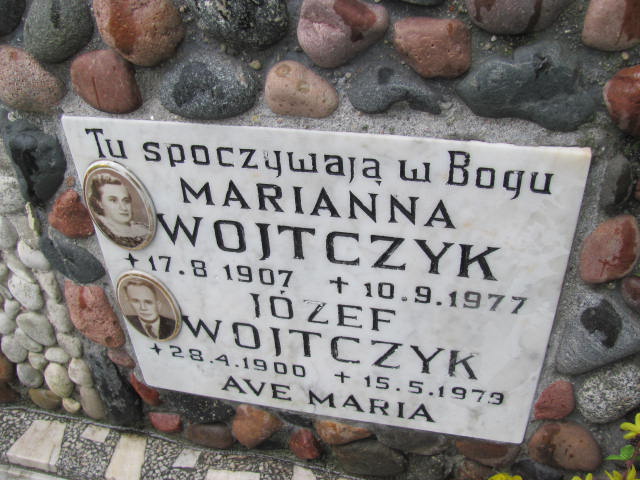 Tu spoczywają w Bogu
MARIANNA
WOJTCZYK
+17.8 1907 + 10.9.1977
JÓZEF
WOJTCZYK
+28.4.1900 + 15.5.1973
AVE MARIA